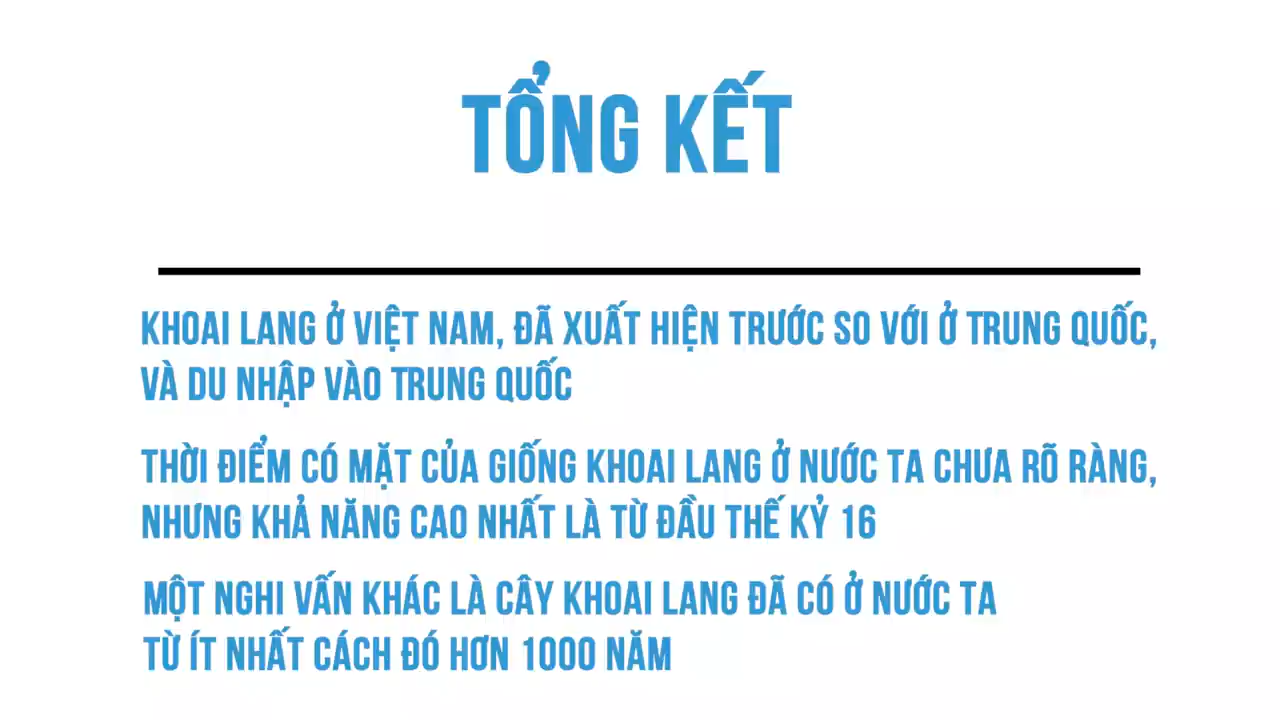 TỔNG KẾT
KHOAI LANG Ở VIỆT NAM, ĐÃ XUẤT HIỆN TRƯỚC SO VỚI Ở TRUNG QUỐC,
VÀ DU NHẬP VÀO TRUNG QUỐC
THỜI ĐIỂM CÓ MẶT CỦA GIỐNG KHOAI LANG Ở NƯỚC TA CHƯA RÕ RÀNG,
NHƯNG KHẢ NĂNG CAO NHẤT LÀ TỪ ĐẦU THẾ KỶ 16
MỘT NGHI VẤN KHÁC LÀ CÂY KHOAI LANG ĐÃ CÓ Ở NƯỚC TA
TỪ ÍT NHẤT CÁCH ĐÓ HƠN 1000 NĂM